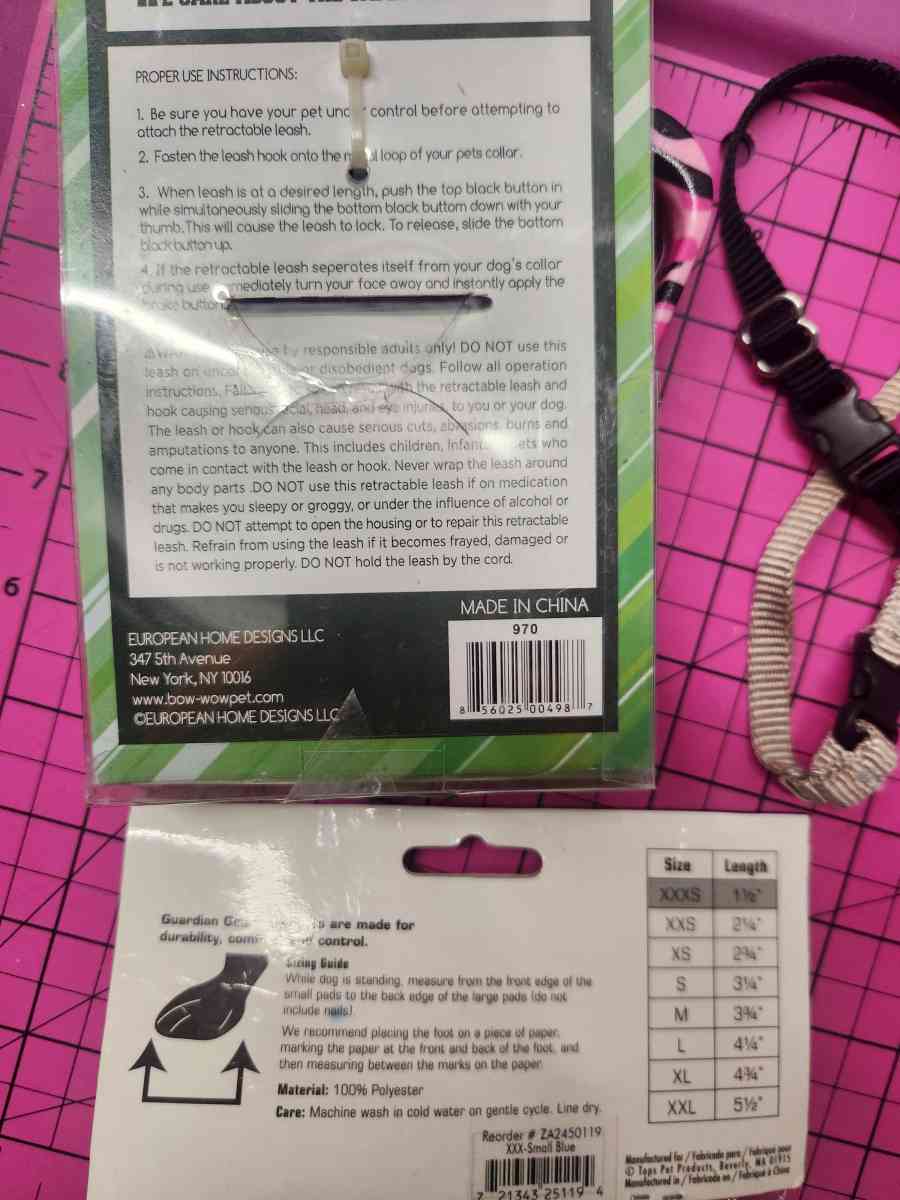 PROPER USE INSTRUCTIONS:
1. Be sure you have your pet control before attempting to
attach the retractable leash.
2. Fasten the leash hook onto the loop of your pets collar.
3. When leash is at a desired length, push the top black button in
while simultaneously sliding the bottom black buttom down with your
thumb.This will cause the leash to lock. To release, slide the bottom
black button up.
4. If the retractable leash seperates itself from your dog's collar
during use mediately turn your face away and instantly apply the
button
by responsible adults only! DO NOT use this
leash on or disobedient dogs. Follow all operation
instructions. with the retractable leash and
hook causing serious facial, head, and eye injuries, to you or your dog.
The leash or hook can also cause serious cuts, abrasions, burns and
amputations to anyone. This includes children, who
come in contact with the leash or hook. Never wrap the leash around
any body parts .DO NOT use this retractable leash if on medication
that makes you sleepy or groggy, or under the influence of alcohol or
drugs. DO NOT attempt to open the housing or to repair this retractable
leash. Refrain from using the leash if it becomes frayed, damaged or
is not working properly. DO NOT hold the leash by the cord.
MADE IN CHINA
970
8 56025 00498 7
EUROPEAN HOME DESIGNS LLC
347 5th Avenue
New York, NY 10016
www.bow-wowpet.com
©EUROPEAN HOME DESIGNS LLC
7
6
Guardian are made for
durability, control.
Sizing Guide
While dog is standing, measure from the front edge of the
small pads to the back edge of the large pads (do not
include nails)
We recommend placing the foot on a piece of paper,
marking the paper at the front and back of the foot, and
then measuring between the marks on the paper.
Material: 100% Polyester
Care: Machine wash in cold water on gentle cycle. Line dry.
Size Length
XXXS 1½"
XXS 2¼"
XS 2¾"
S 3¼"
M 3¾"
L 4¼"
XL 4¾"
XXL 5½"
Reorder # ZA2450119
XXX-Small Blue
7 21343 25119 4
Manufactured for / Fabricado para / Fabriqué pour
© Tops Pet Products, Beverly, MA 01915
Manufactured in / Fabricado en / Fabriqué à China